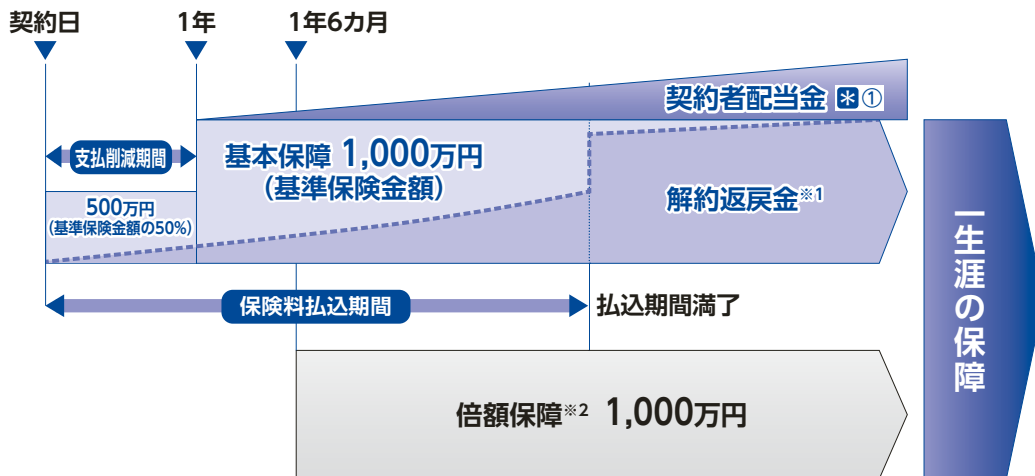 契約日
1年
1年6カ月
契約者配当金 *①
支払削減期間
基本保障 1,000万円
(基準保険金額)
500万円
(基準保険金額の50%)
解約返戻金※1
保険料払込期間
払込期間満了
倍額保障※2 1,000万円
一生涯の保障